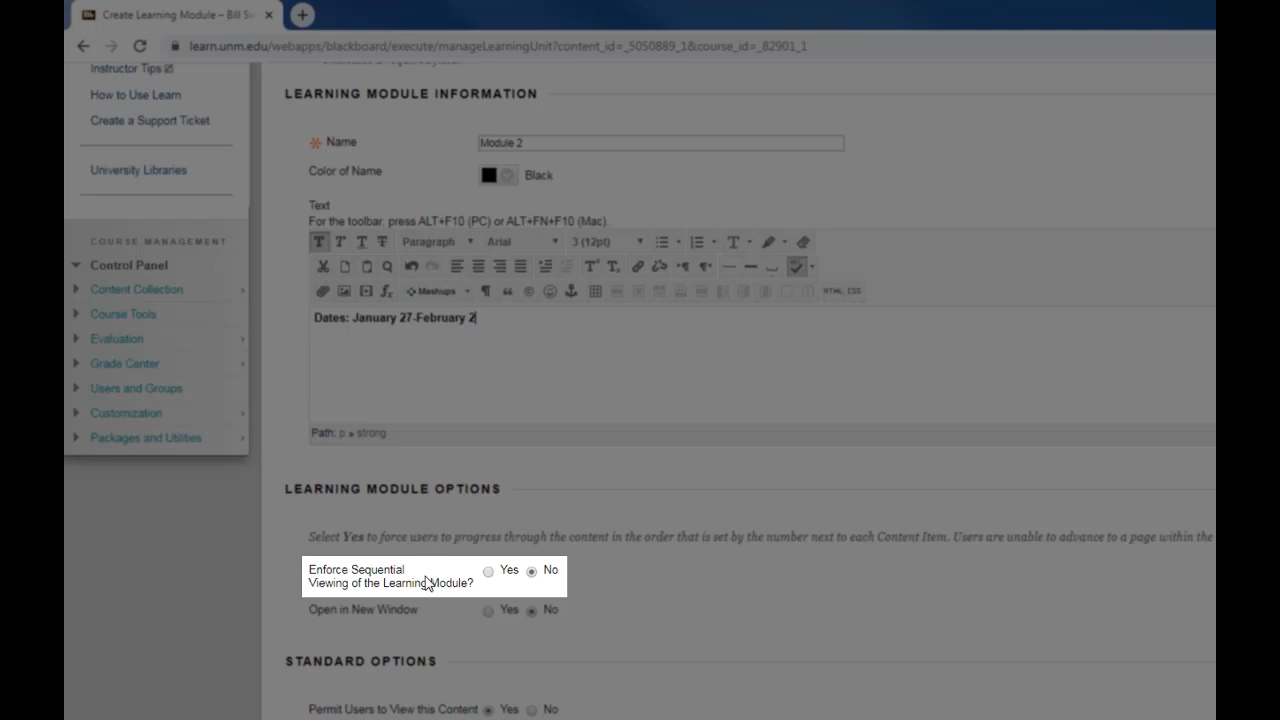 Create Learning Module – Bill S
learn.unm.edu/webapps/blackboard/execute/manageLearningUnit?content_id=_5050889_1&course_id=_82901_1
Instructor Tips
How to Use Learn
Create a Support Ticket
University Libraries
COURSE MANAGEMENT
Control Panel
Content Collection
Course Tools
Evaluation
Grade Center
Users and Groups
Customization
Packages and Utilities
LEARNING MODULE INFORMATION
Name
Module 2
Color of Name
Black
Text
For the toolbar, press ALT+F10 (PC) or ALT+FN+F10 (Mac).
T T T T Paragraph Arial 3 (12pt)
Mashups HTML CSS
Dates: January 27-February 2
Path: p » strong
LEARNING MODULE OPTIONS
Select Yes to force users to progress through the content in the order that is set by the number next to each Content Item. Users are unable to advance to a page within the
Enforce Sequential
Viewing of the Learning Module?
Yes No
Open in New Window Yes No
STANDARD OPTIONS
Permit Users to View this Content Yes No